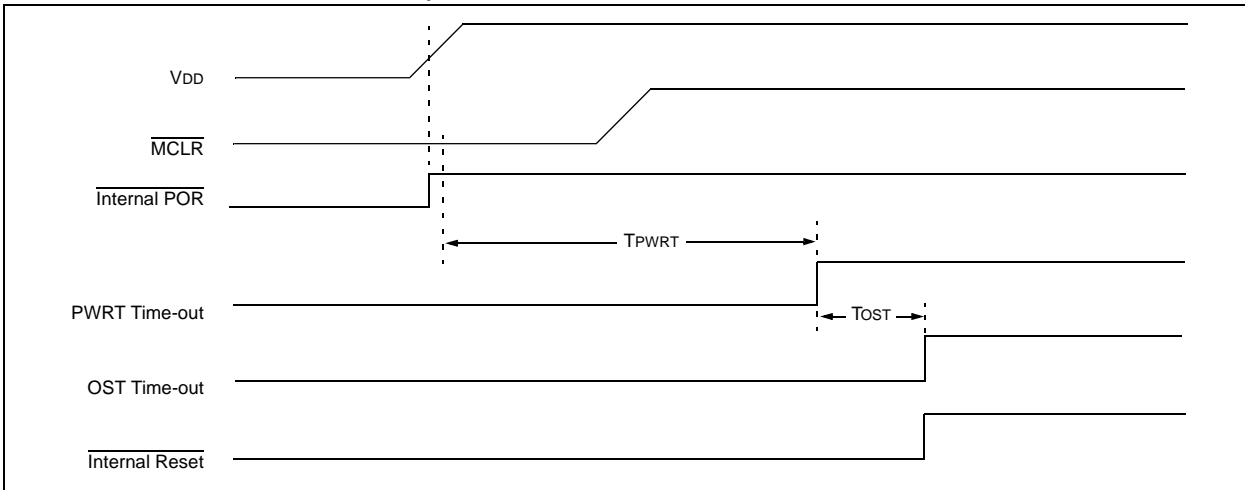 VDD
MCLR
Internal POR
TPWRT
PWRT Time-out
TOST
OST Time-out
Internal Reset